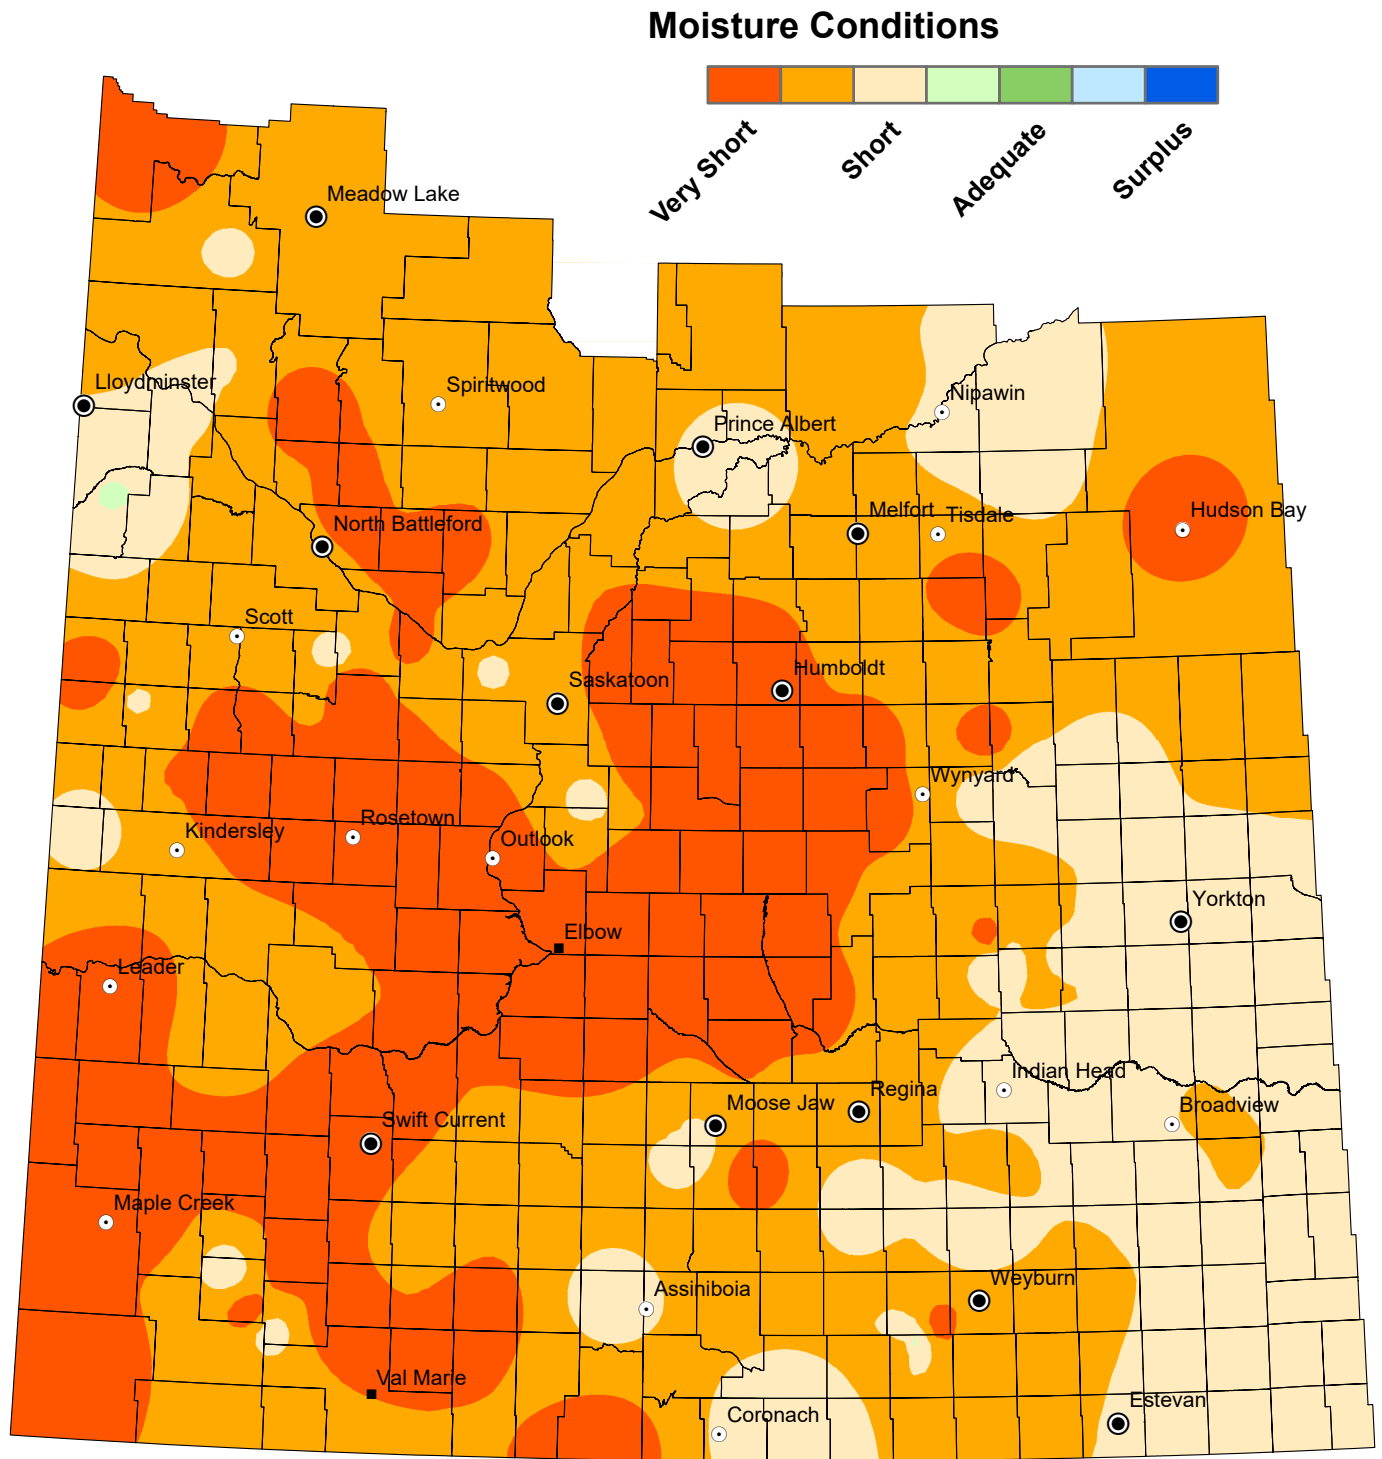 Moisture Conditions
Very Short
Short
Adequate
Surplus
Meadow Lake
Lloydminster
Spiritwood
Nipawin
Prince Albert
North Battleford
Melfort
Tisdale
Hudson Bay
Scott
Saskatoon
Humboldt
Wynyard
Kindersley
Rosetown
Outlook
Yorkton
Elbow
Leader
Indian Head
Regina
Moose Jaw
Broadview
Swift Current
Maple Creek
Assiniboia
Weyburn
Val Marie
Coronach
Estevan